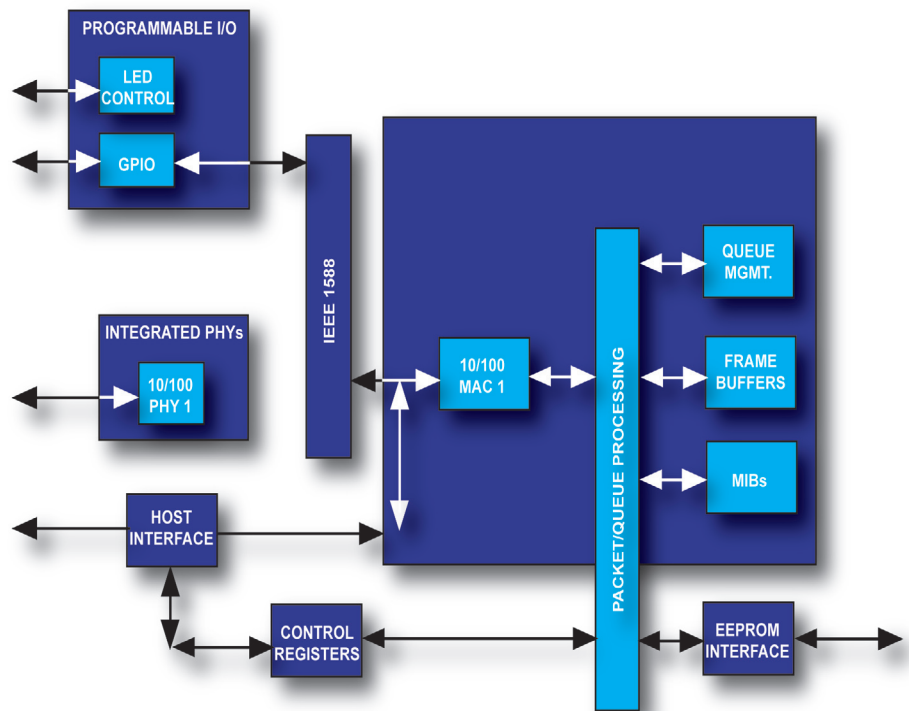 PROGRAMMABLE I/O
LED
CONTROL
GPIO
IEEE 1588
INTEGRATED PHYs
10/100
PHY 1
10/100
MAC 1
PACKET/QUEUE PROCESSING
QUEUE
MGMT.
FRAME
BUFFERS
MIBs
HOST
INTERFACE
CONTROL
REGISTERS
EEPROM
INTERFACE